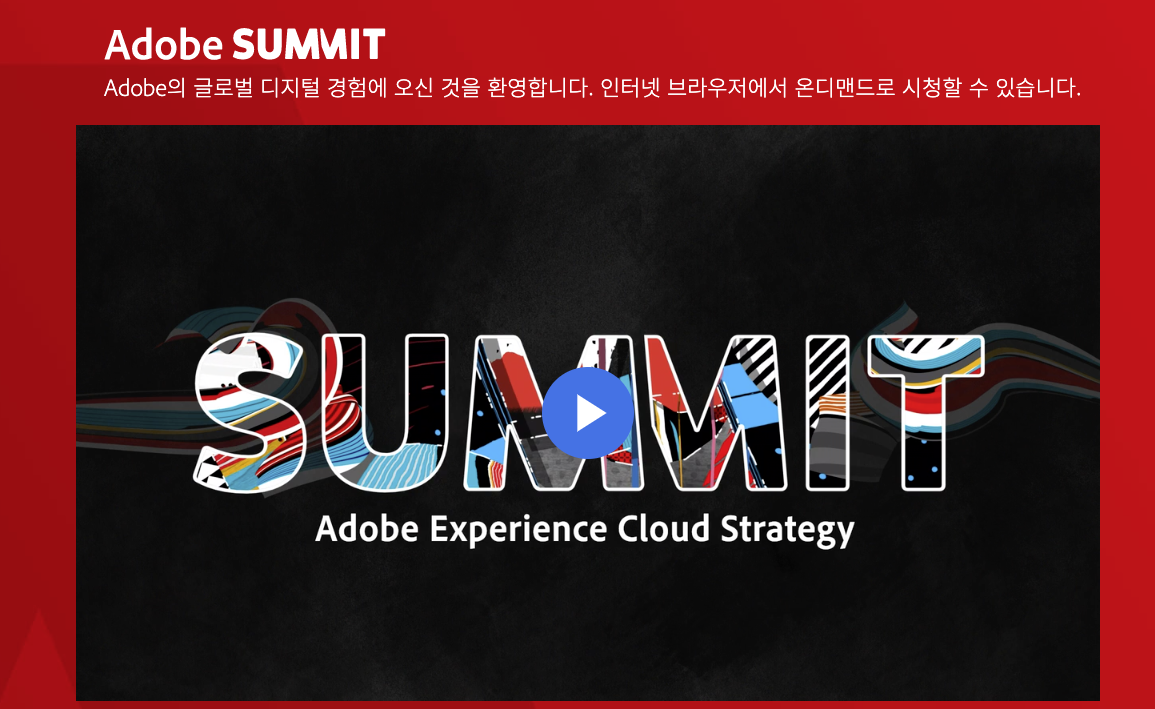 Adobe SUMMIT
Adobe의 글로벌 디지털 경험에 오신 것을 환영합니다. 인터넷 브라우저에서 온디맨드로 시청할 수 있습니다.
SUMMIT
Adobe Experience Cloud Strategy